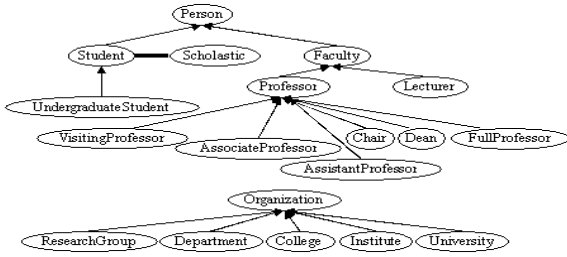 Person
Student Scholastic Faculty
Professor Lecturer
UndergraduateStudent
VisitingProfessor Chair Dean FullProfessor
AssociateProfessor
AssistantProfessor
Organization
ResearchGroup Department College Institute University